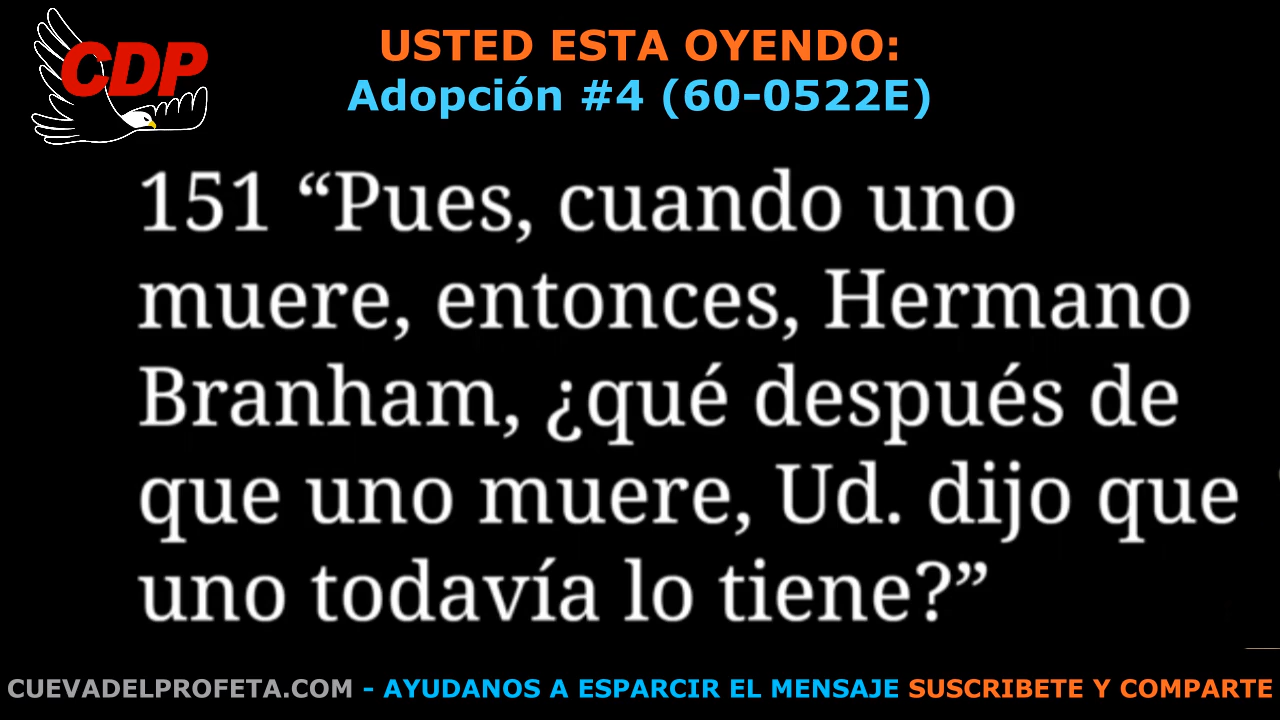 CDP
USTED ESTA OYENDO:
Adopción #4 (60-0522E)
151 “Pues, cuando uno
muere, entonces, Hermano
Branham, ¿qué después de
que uno muere, Ud. dijo que
uno todavía lo tiene?”
CUEVADELPROFETA.COM - AYUDANOS A ESPARCIR EL MENSAJE SUSCRIBETE Y COMPARTE